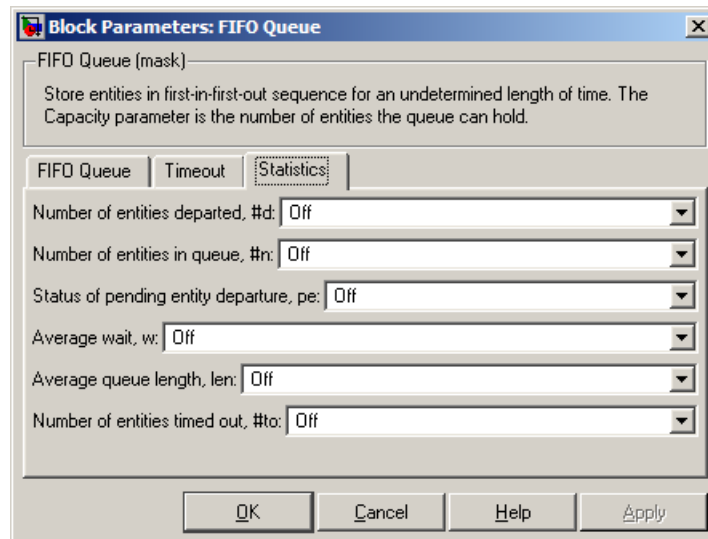 Block Parameters: FIFO Queue
FIFO Queue (mask)
Store entities in first-in-first-out sequence for an undetermined length of time. The
Capacity parameter is the number of entities the queue can hold.
FIFO Queue Timeout Statistics
Number of entities departed, #d: Off
Number of entities in queue, #n: Off
Status of pending entity departure, pe: Off
Average wait, w: Off
Average queue length, len: Off
Number of entities timed out, #to: Off
OK Cancel Help Apply